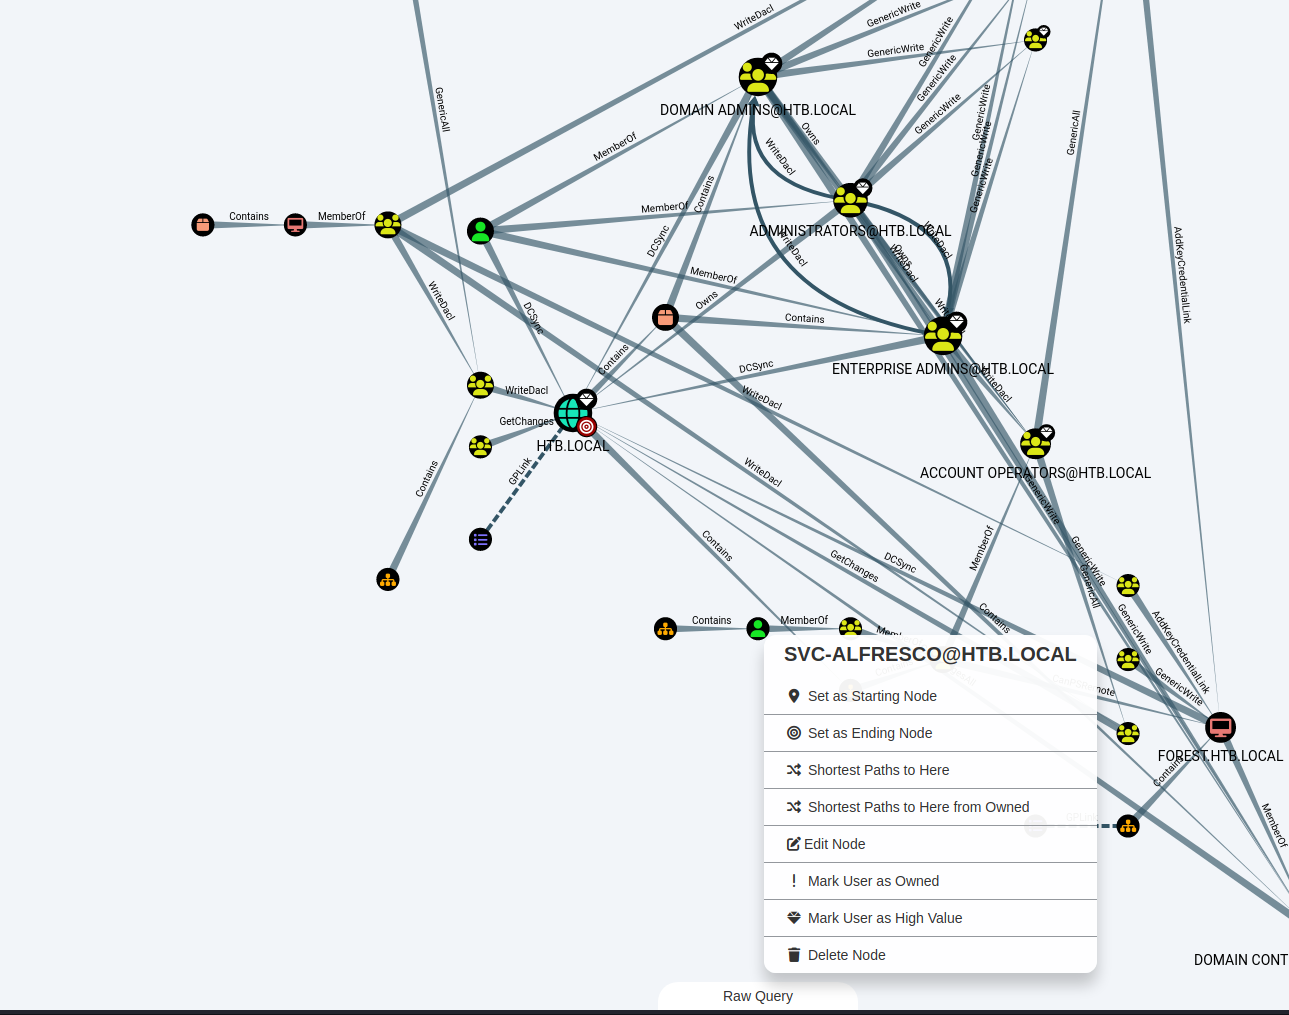 WriteDacl
GenericWrite
GenericWrite
GenericWrite
GenericWrite
GenericWrite
GenericAll
DOMAIN ADMINS@HTB.LOCAL
GenericWrite
GenericWrite
GenericWrite
GenericAll
Owns
MemberOf
WriteDacl
Contains
MemberOf
Contains
MemberOf
ADMINISTRATORS@HTB.LOCAL
DCSync
WriteDacl
WriteDacl
Owns
WriteDacl
AddKeyCredentialLink
MemberOf
WriteDacl
Owns
DCSync
Contains
ENTERPRISE ADMINS@HTB.LOCAL
Contains
DCSync
WriteDacl
WriteDacl
WriteDacl
GetChanges
HTB.LOCAL
GPLink
Contains
WriteDacl
ACCOUNT OPERATORS@HTB.LOCAL
GenericWrite
Contains
GetChanges
DCSync
MemberOf
GenericWrite
GenericAll
Contains
MemberOf
Contains
GenericWrite
AddKeyCredentialLink
GenericWrite
SVC-ALFRESCO@HTB.LOCAL
Set as Starting Node
Set as Ending Node
Shortest Paths to Here
Shortest Paths to Here from Owned
Edit Node
Mark User as Owned
Mark User as High Value
Delete Node
FOREST.HTB.LOCAL
Contains
MemberOf
DOMAIN CONT
Raw Query